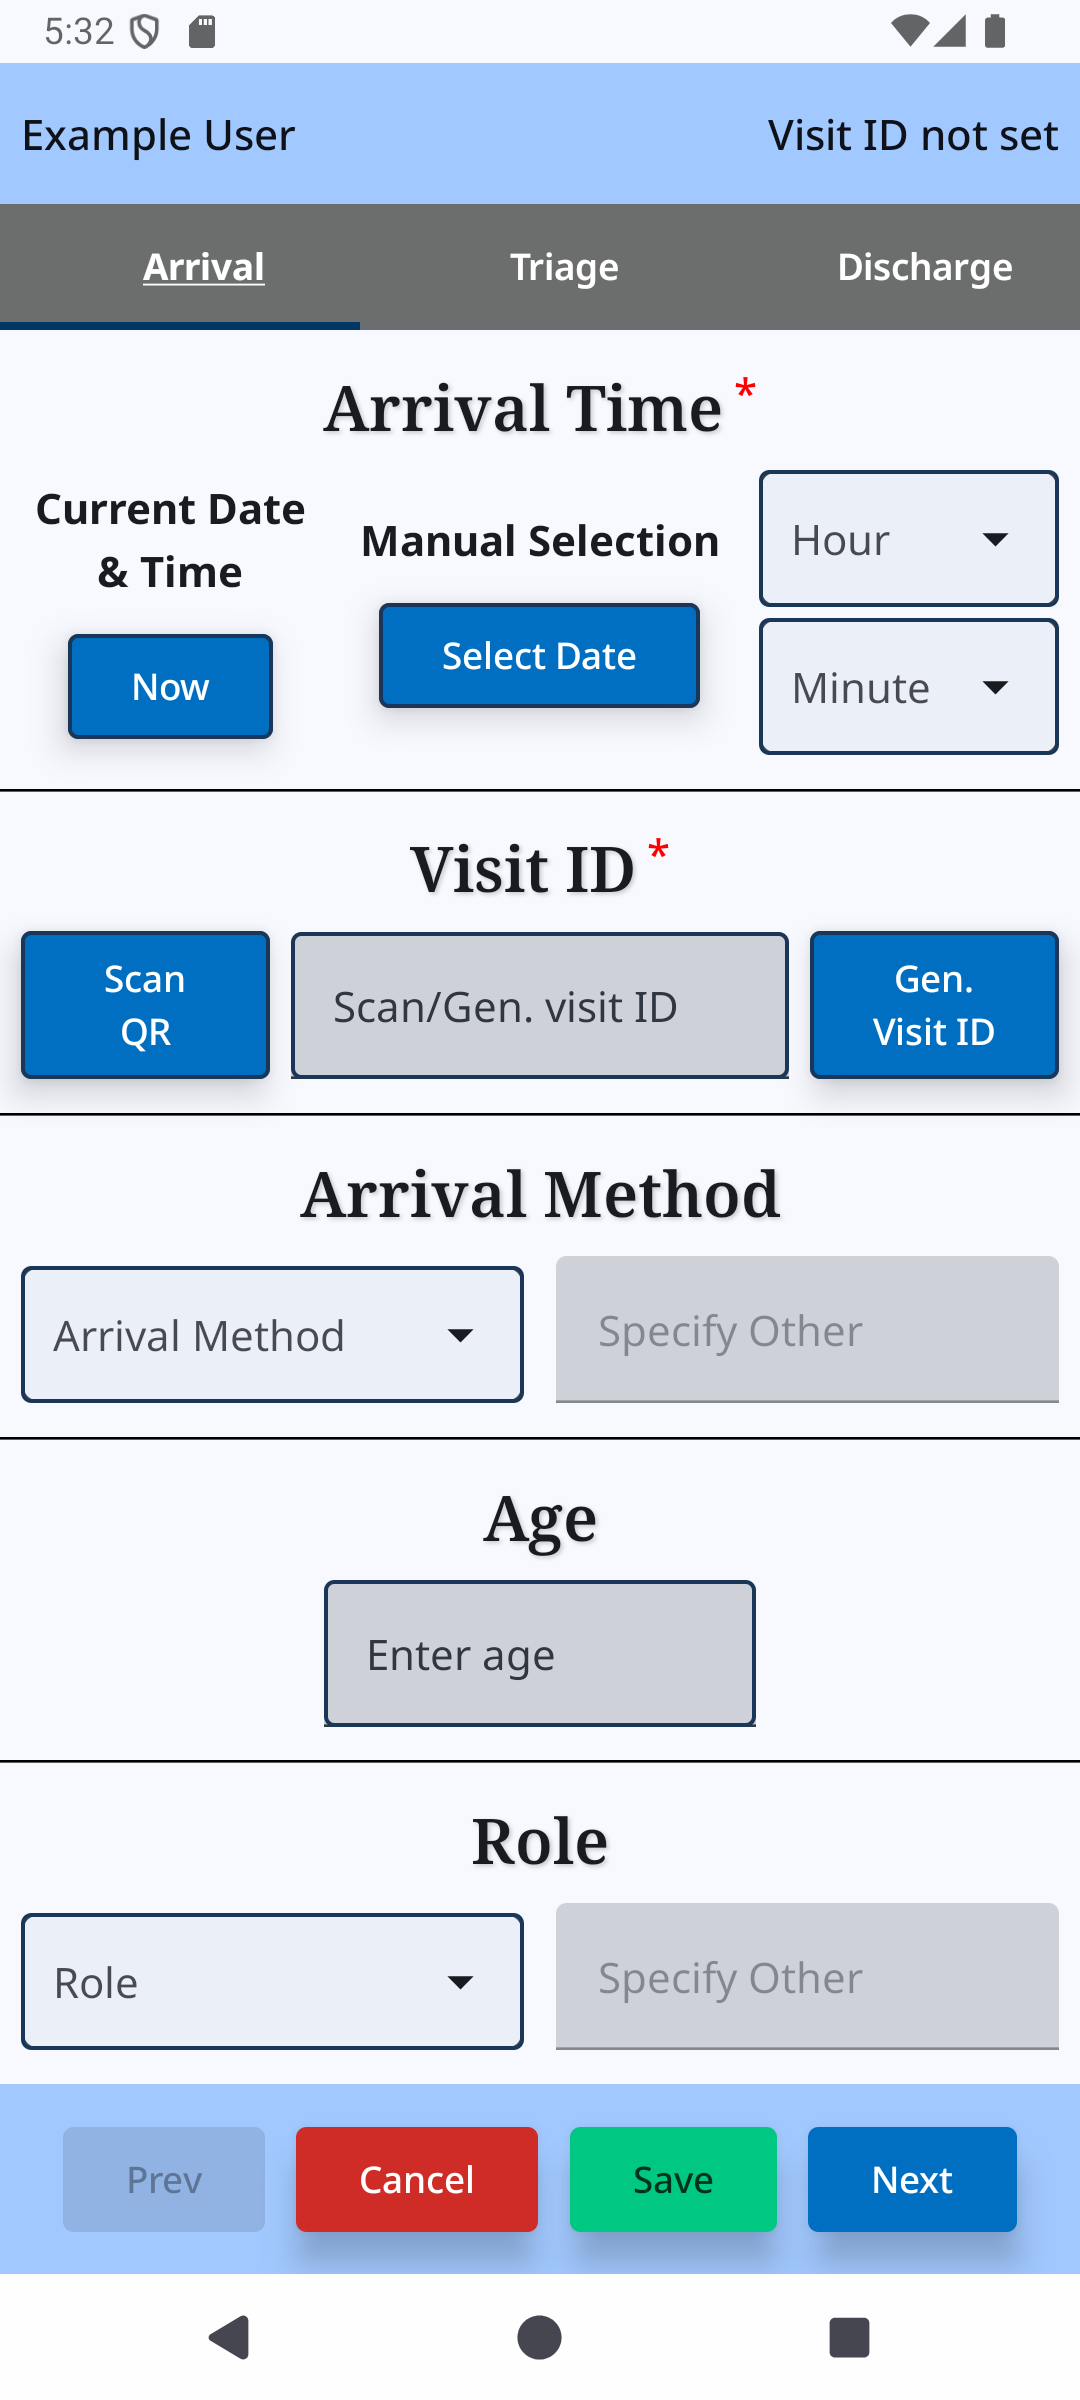 5:32
Example User
Visit ID not set
Arrival
Triage
Discharge
Arrival Time *
Current Date
& Time
Now
Manual Selection
Select Date
Hour
Minute
Visit ID *
Scan
QR
Scan/Gen. visit ID
Gen.
Visit ID
Arrival Method
Arrival Method
Specify Other
Age
Enter age
Role
Role
Specify Other
Prev
Cancel
Save
Next